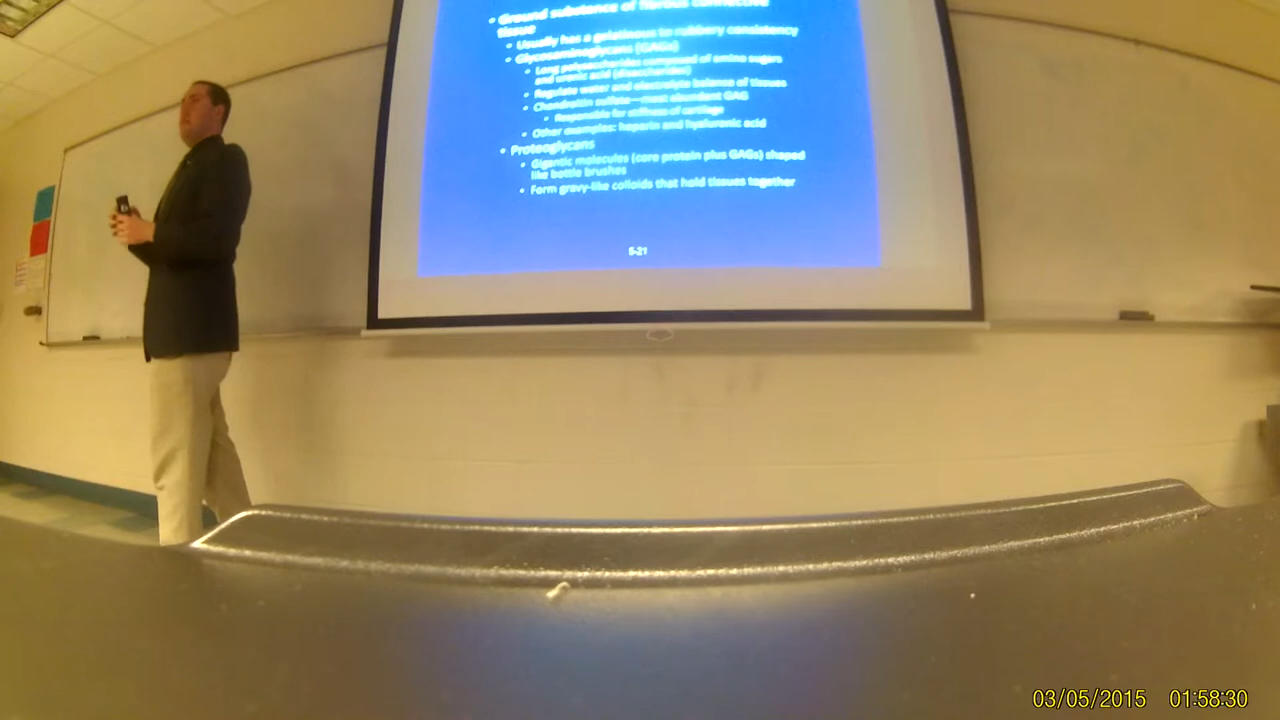 • Ground substance of fibrous connective
tissue
• Usually has a gelatinous to rubbery consistency
• Glycosaminoglycans (GAGs)
• Long polysaccharides composed of amino sugars
and uronic acid (disaccharides)
• Regulate water and electrolyte balance of tissues
• Chondroitin sulfate—most abundant GAG
• Responsible for stiffness of cartilage
• Other examples: heparin and hyaluronic acid
• Proteoglycans
• Gigantic molecules (core protein plus GAGs) shaped
like bottle brushes
• Form gravy-like colloids that hold tissues together
5-21
03/05/2015 01:58:30